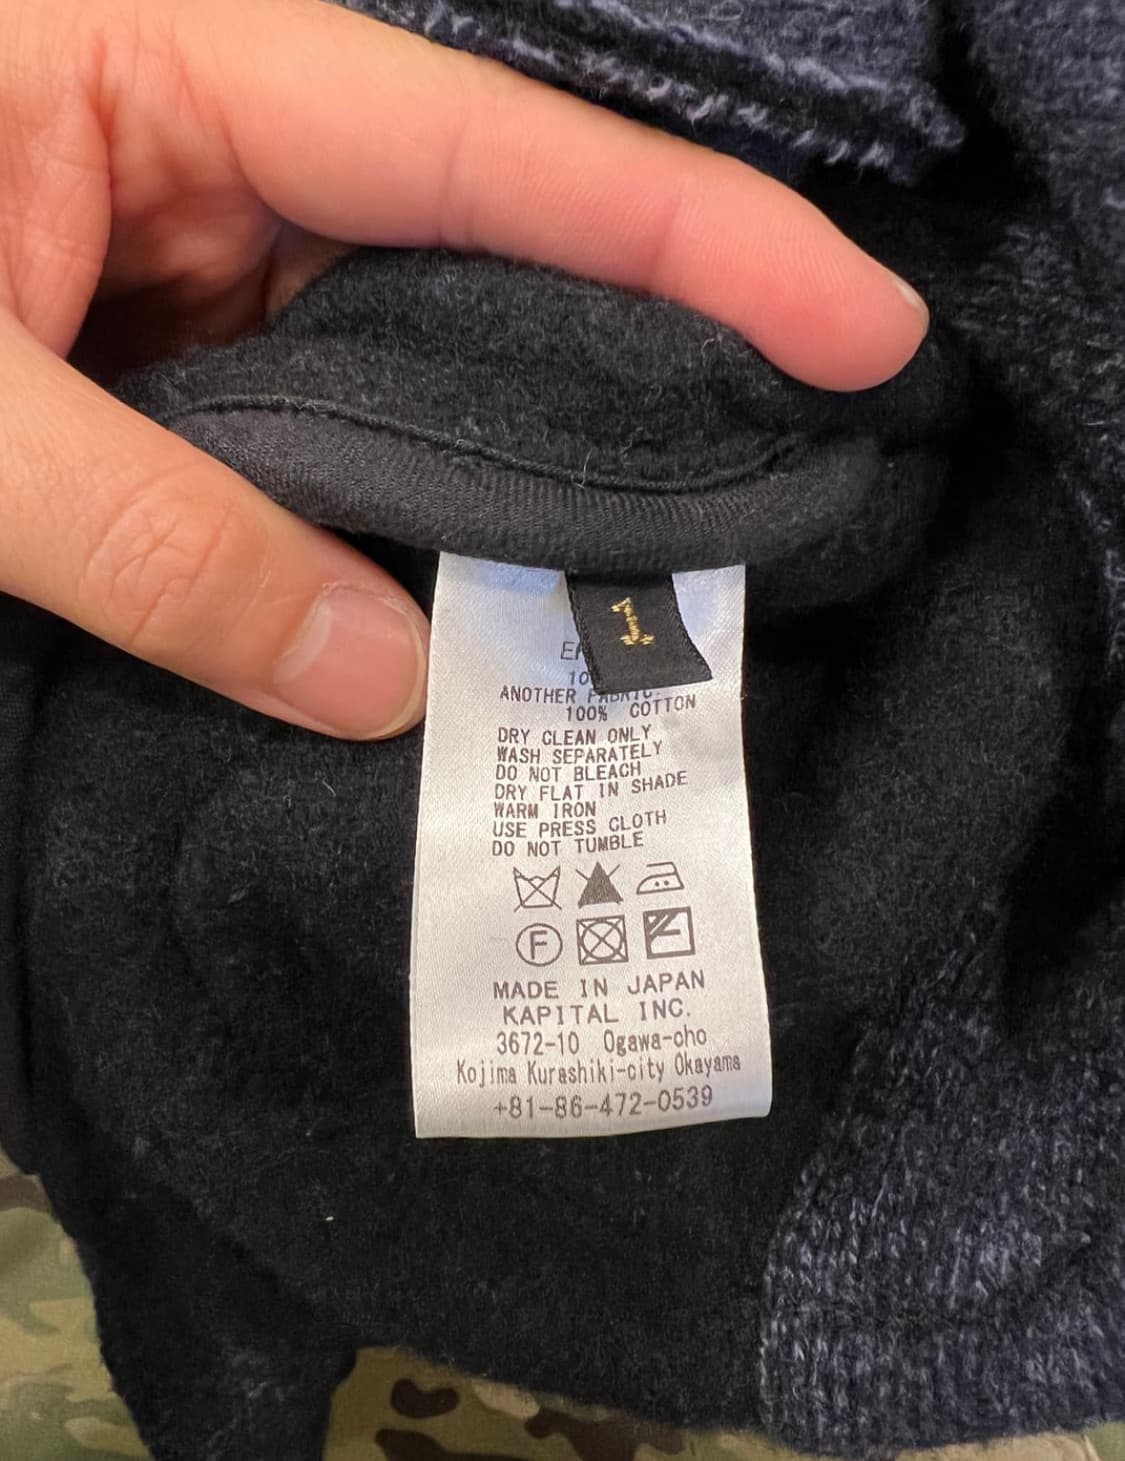 1
ANOTHER FABRIC:
100% COTTON
DRY CLEAN ONLY
WASH SEPARATELY
DO NOT BLEACH
DRY FLAT IN SHADE
WARM IRON
USE PRESS CLOTH
DO NOT TUMBLE
F
MADE IN JAPAN
KAPITAL INC.
3672-10 Ogawa-cho
Kojima Kurashiki-city Okayama
+81-86-472-0539